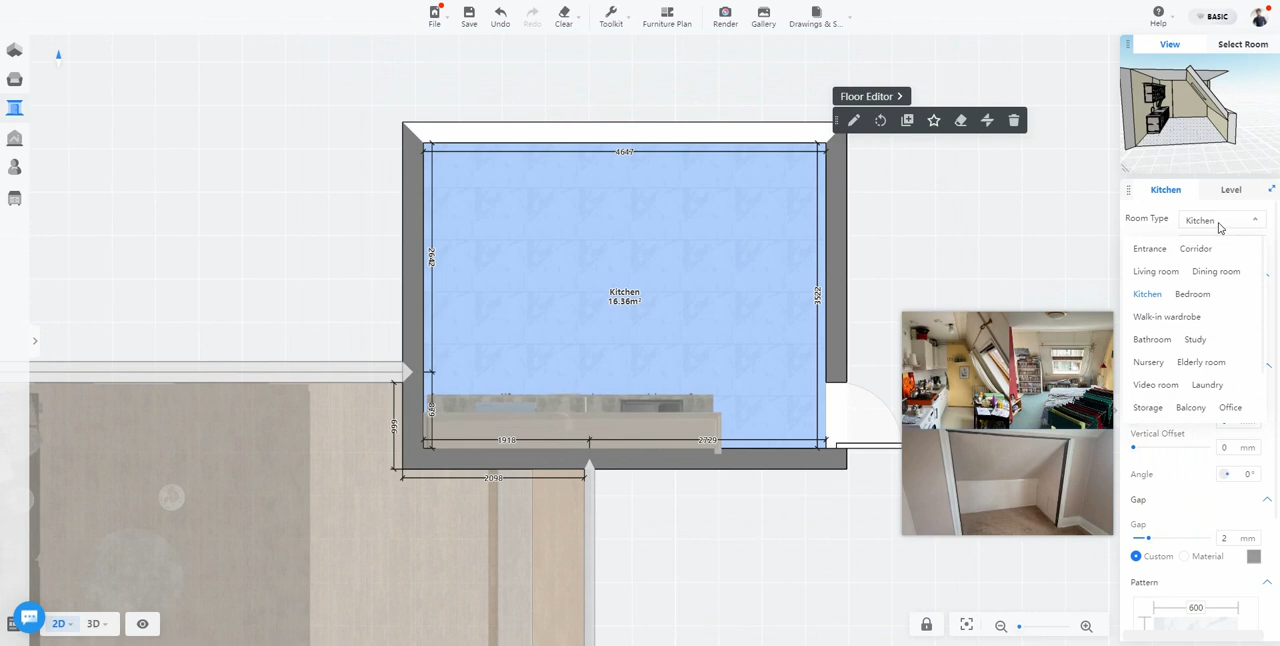 File Save Undo Redo Clear Toolkit Furniture Plan Render Gallery Drawings & S... Help BASIC
View Select Room
Floor Editor >
4647
Kitchen Level
Room Type Kitchen
Entrance Corridor
Living room Dining room
Kitchen Bedroom
Walk-in wardrobe
Bathroom Study
Nursery Elderly room
Video room Laundry
Storage Balcony Office
2642
Kitchen
16.36m²
3522
879
999
1918 2729
2098
Vertical Offset
0 mm
Angle 0°
Gap
Gap
2 mm
Custom Material
Pattern
600
2D 3D